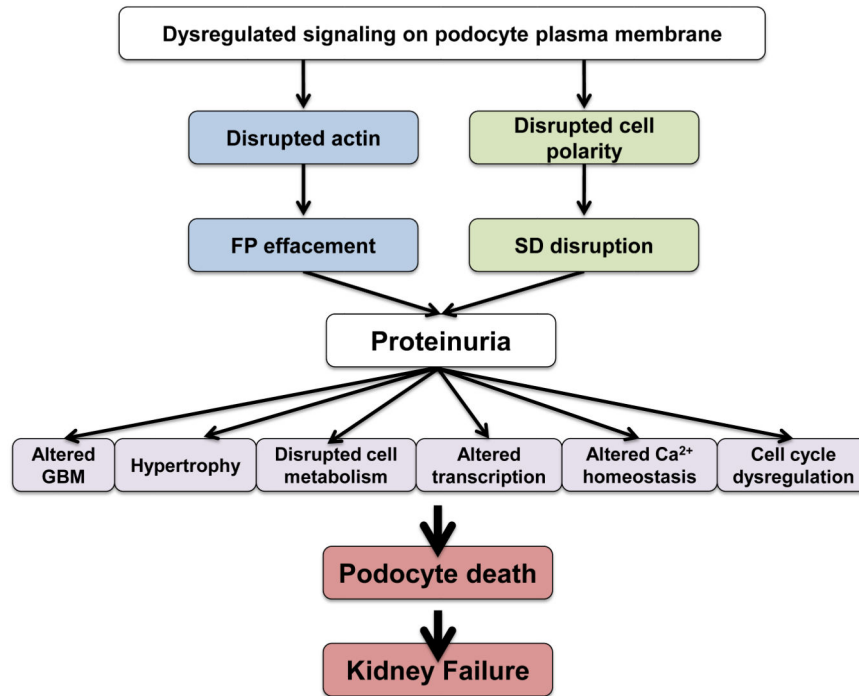 Dysregulated signaling on podocyte plasma membrane
Disrupted actin
Disrupted cell
polarity
FP effacement
SD disruption
Proteinuria
Altered
GBM
Hypertrophy
Disrupted cell
metabolism
Altered
transcription
Altered Ca²⁺
homeostasis
Cell cycle
dysregulation
Podocyte death
Kidney Failure